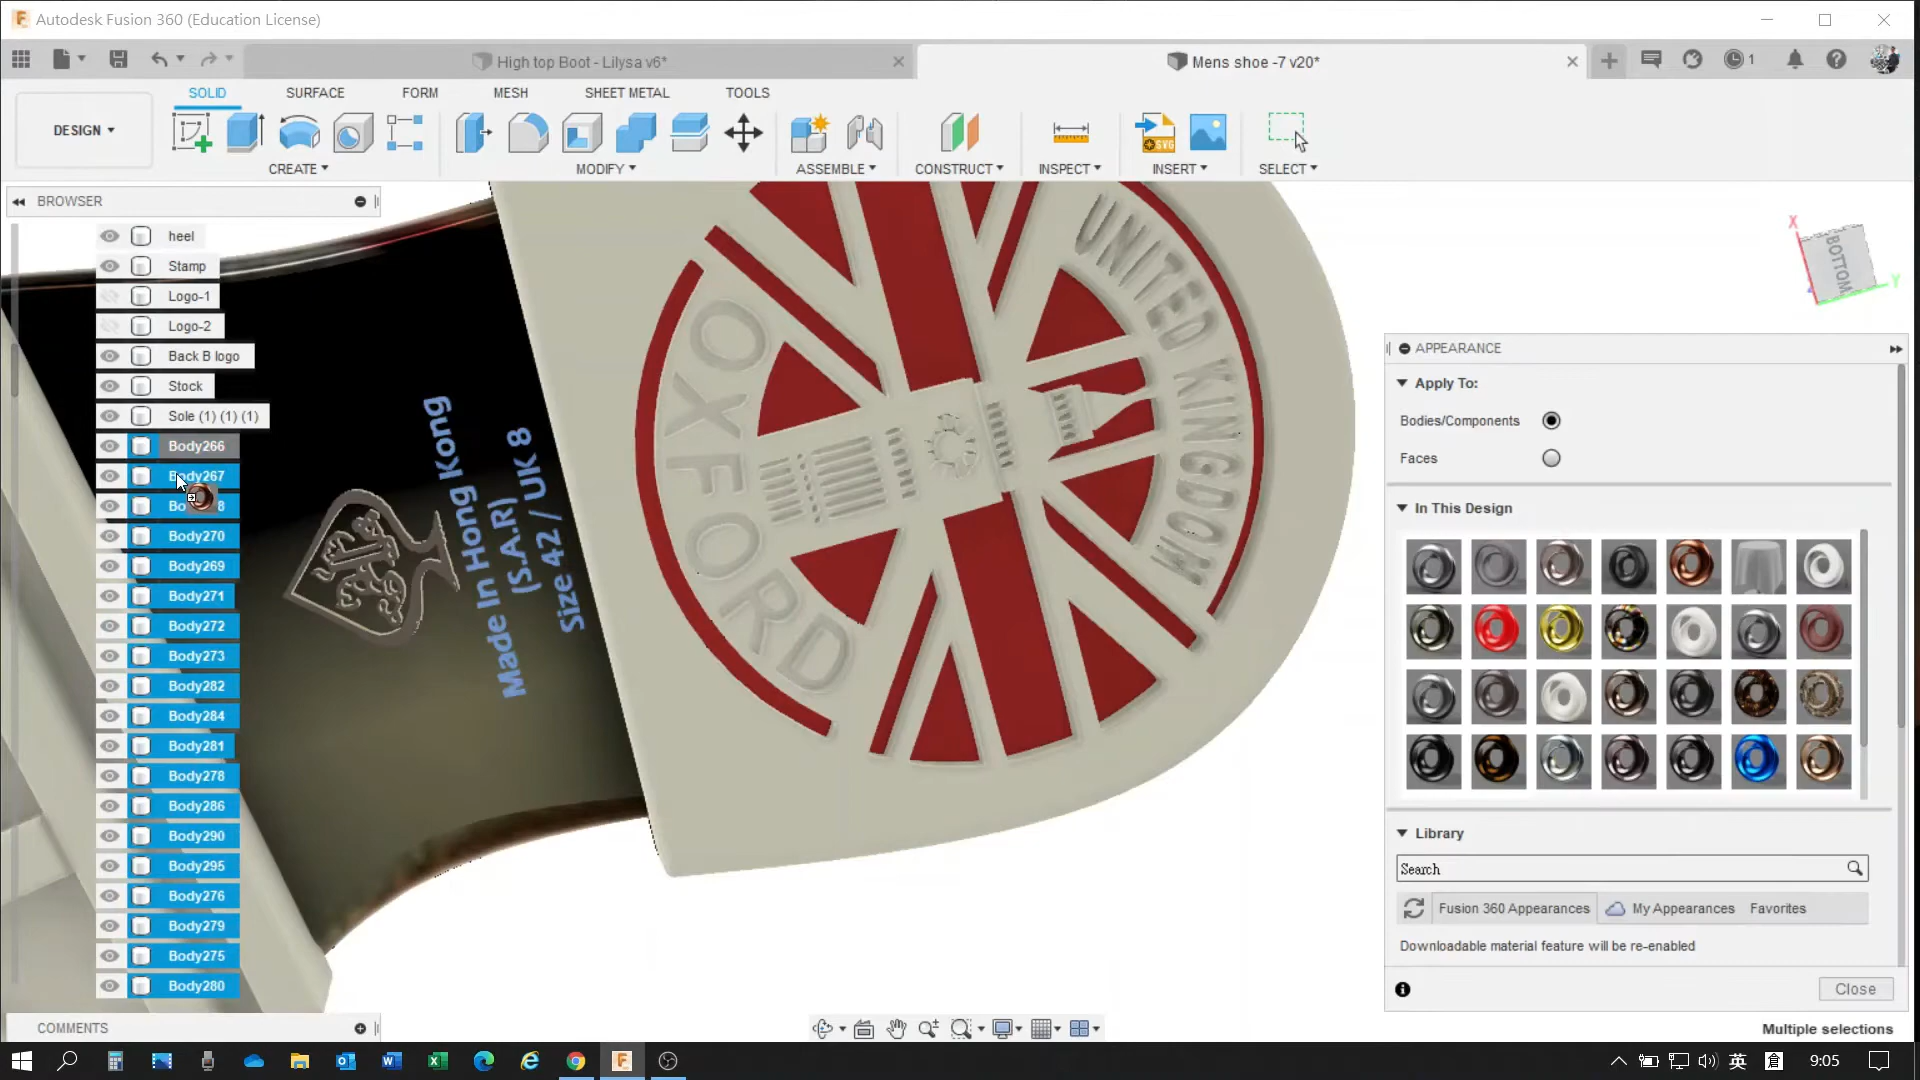 Autodesk Fusion 360 (Education License)
High top Boot - Lilysa v6*
Mens shoe -7 v20*
1
DESIGN
SOLID
SURFACE
FORM
MESH
SHEET METAL
TOOLS
CREATE
MODIFY
ASSEMBLE
CONSTRUCT
INSPECT
INSERT
SELECT
SVG
BROWSER
heel
Stamp
Logo-1
Logo-2
Back B logo
Stock
Sole (1) (1) (1)
Body266
Body267
Body270
Body269
Body271
Body272
Body273
Body282
Body284
Body281
Body278
Body286
Body290
Body295
Body276
Body279
Body275
Body280
COMMENTS
Made In Hong Kong
(S.A.R)
Size 42 / UK 8
OXFORD
UNITED KINGDOM
X
BOTTOM
Y
APPEARANCE
Apply To:
Bodies/Components
Faces
In This Design
Library
Search
Fusion 360 Appearances
My Appearances
Favorites
Downloadable material feature will be re-enabled
Close
Multiple selections
英
倉
9:05